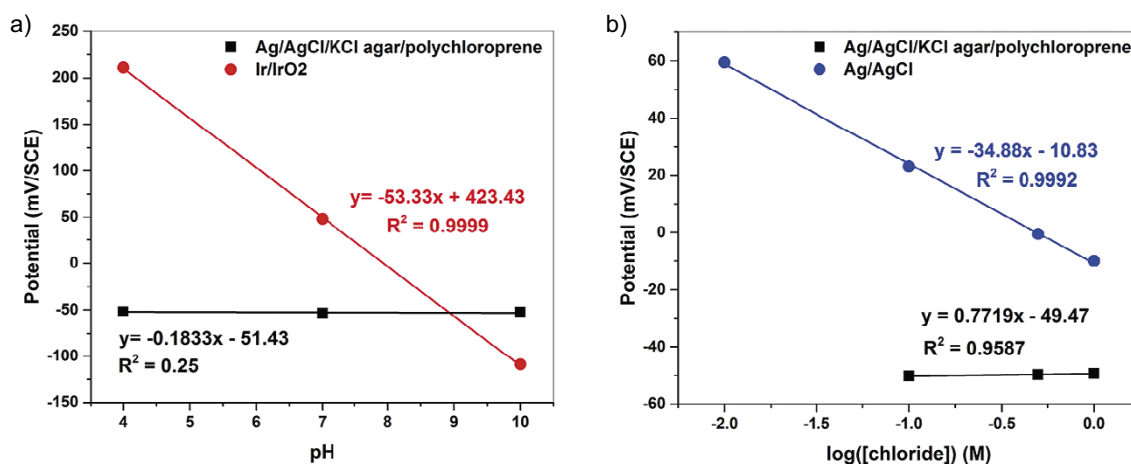 a)
Ag/AgCl/KCl agar/polychloroprene
Ir/IrO2
y= -53.33x + 423.43
R² = 0.9999
y= -0.1833x - 51.43
R² = 0.25
Potential (mV/SCE)
250
200
150
100
50
0
-50
-100
-150
4
5
6
7
8
9
10
pH
b)
Ag/AgCl/KCl agar/polychloroprene
Ag/AgCl
y = -34.88x - 10.83
R² = 0.9992
y = 0.7719x - 49.47
R² = 0.9587
Potential (mV/SCE)
60
40
20
0
-20
-40
-60
-2.0
-1.5
-1.0
-0.5
0.0
log([chloride]) (M)